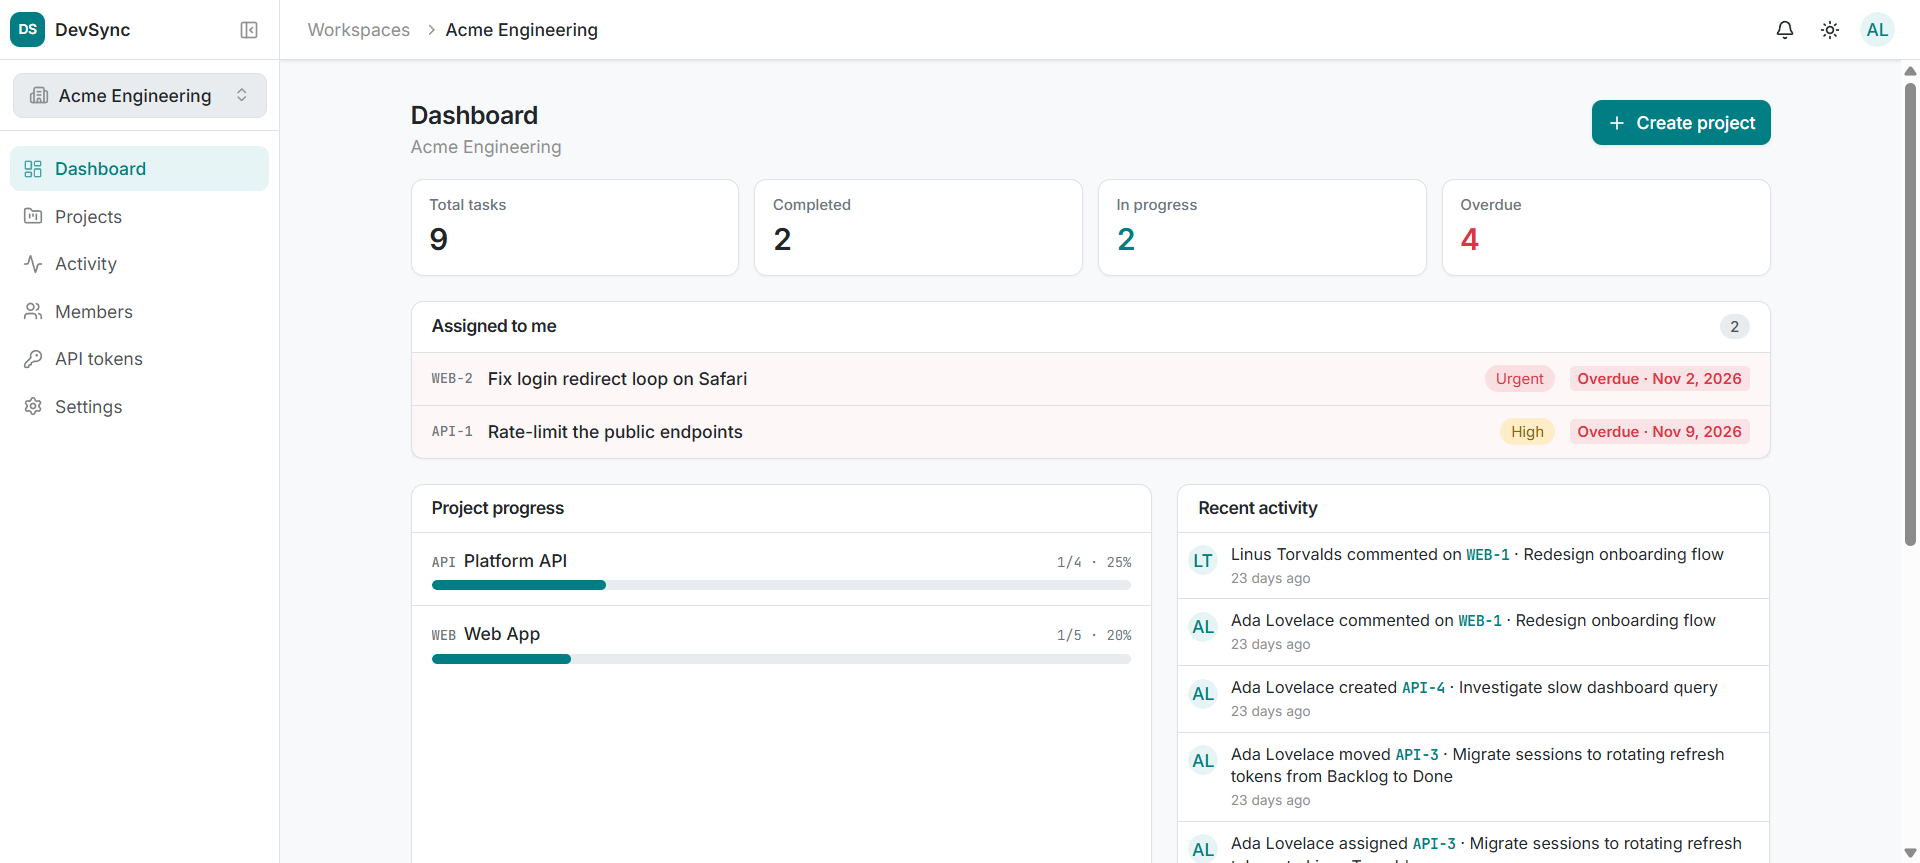 DS DevSync
Workspaces > Acme Engineering
AL
Acme Engineering
Dashboard
Projects
Activity
Members
API tokens
Settings
Dashboard
Acme Engineering
+ Create project
Total tasks
9
Completed
2
In progress
2
Overdue
4
Assigned to me
2
WEB-2 Fix login redirect loop on Safari Urgent Overdue · Nov 2, 2026
API-1 Rate-limit the public endpoints High Overdue · Nov 9, 2026
Project progress
API Platform API 1/4 · 25%
WEB Web App 1/5 · 20%
Recent activity
LT Linus Torvalds commented on WEB-1 · Redesign onboarding flow
23 days ago
AL Ada Lovelace commented on WEB-1 · Redesign onboarding flow
23 days ago
AL Ada Lovelace created API-4 · Investigate slow dashboard query
23 days ago
AL Ada Lovelace moved API-3 · Migrate sessions to rotating refresh
tokens from Backlog to Done
23 days ago
AL Ada Lovelace assigned API-3 · Migrate sessions to rotating refresh